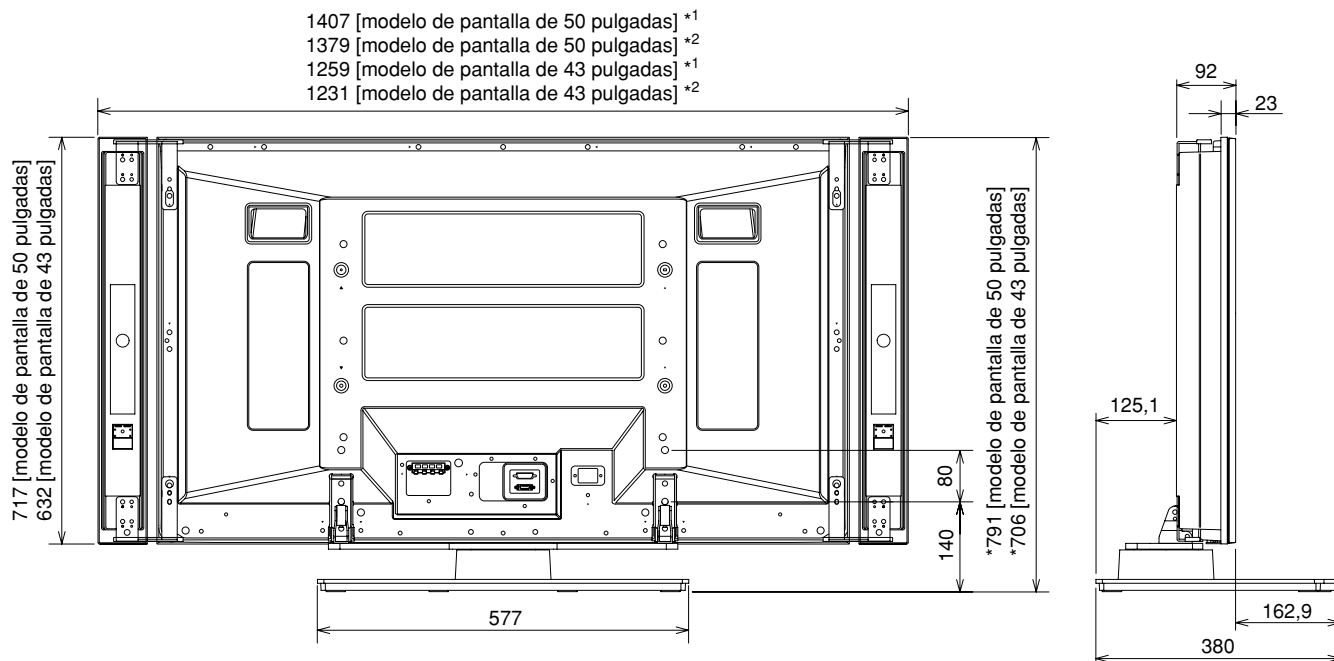 1407 [modelo de pantalla de 50 pulgadas] *1
1379 [modelo de pantalla de 50 pulgadas] *2
1259 [modelo de pantalla de 43 pulgadas] *1
1231 [modelo de pantalla de 43 pulgadas] *2
717 [modelo de pantalla de 50 pulgadas]
632 [modelo de pantalla de 43 pulgadas]
80
140
*791 [modelo de pantalla de 50 pulgadas]
*706 [modelo de pantalla de 43 pulgadas]
577
92
23
125,1
162,9
380